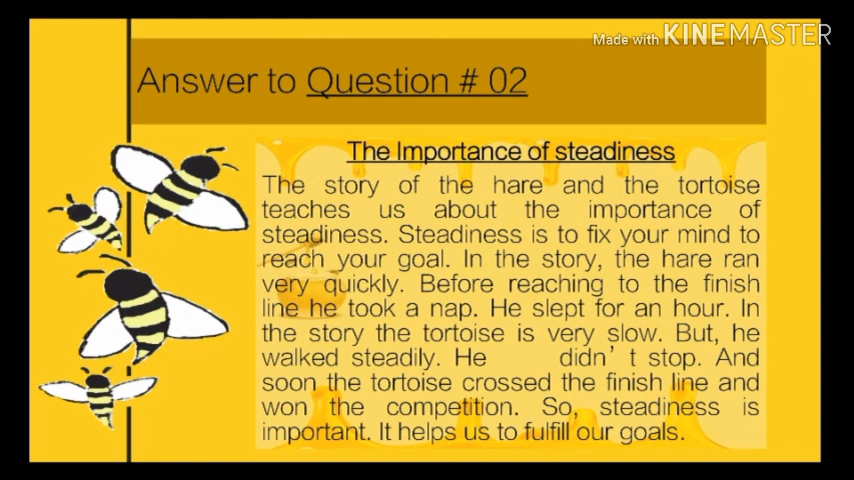 Made with KINEMASTER
Answer to Question # 02
The Importance of steadiness
The story of the hare and the tortoise
teaches us about the importance of
steadiness. Steadiness is to fix your mind to
reach your goal. In the story, the hare ran
very quickly. Before reaching to the finish
line he took a nap. He slept for an hour. In
the story the tortoise is very slow. But, he
walked steadily. He didn’t stop. And
soon the tortoise crossed the finish line and
won the competition. So, steadiness is
important. It helps us to fulfill our goals.